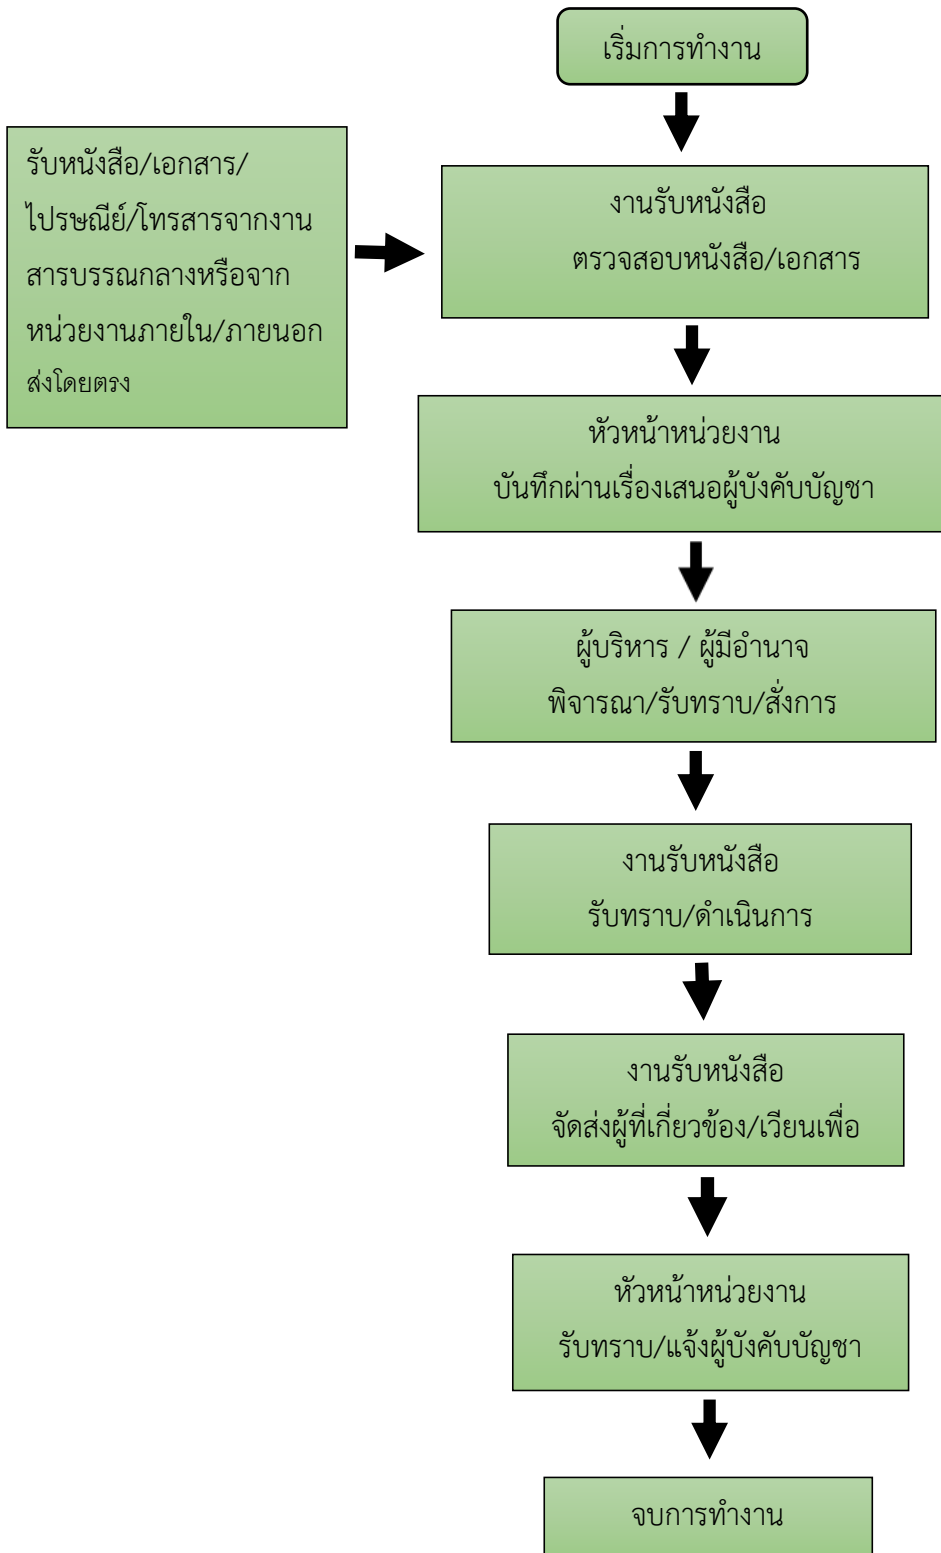 เริ่มการทำงาน
รับหนังสือ/เอกสาร/
ไปรษณีย์/โทรสารจากงาน
สารบรรณกลางหรือจาก
หน่วยงานภายใน/ภายนอก
ส่งโดยตรง
งานรับหนังสือ
ตรวจสอบหนังสือ/เอกสาร
หัวหน้าหน่วยงาน
บันทึกผ่านเรื่องเสนอผู้บังคับบัญชา
ผู้บริหาร / ผู้มีอำนาจ
พิจารณา/รับทราบ/สั่งการ
งานรับหนังสือ
รับทราบ/ดำเนินการ
งานรับหนังสือ
จัดส่งผู้ที่เกี่ยวข้อง/เวียนเพื่อ
หัวหน้าหน่วยงาน
รับทราบ/แจ้งผู้บังคับบัญชา
จบการทำงาน